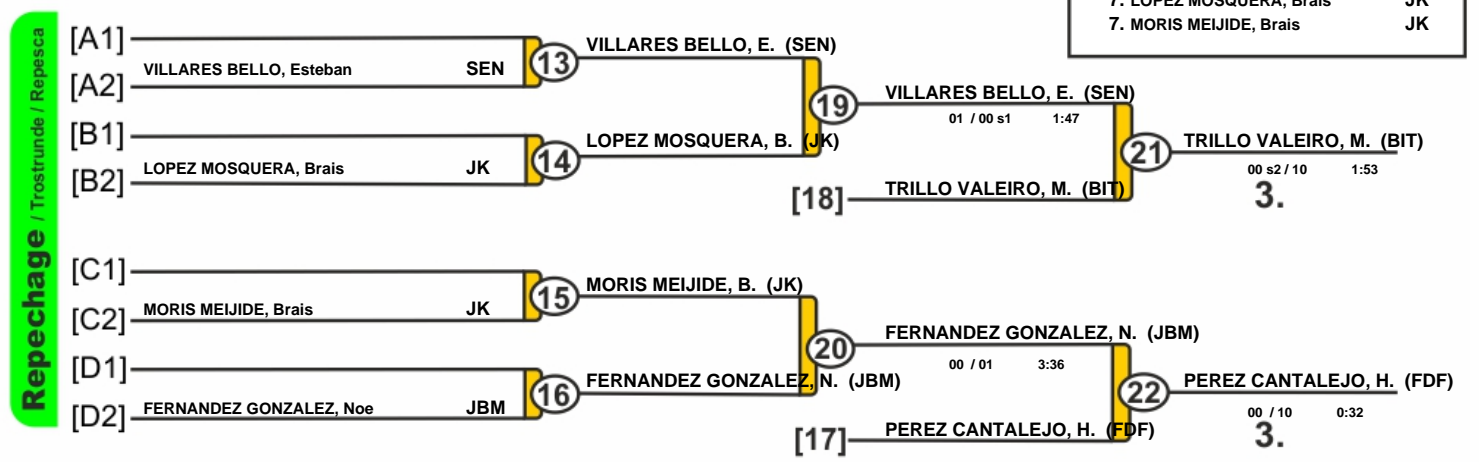 7. LOPEZ MOSQUERA, Brais JK
7. MORIS MEIJIDE, Brais JK
Repechage / Trostrunde / Repesca
[A1]
VILLARES BELLO, Esteban SEN
[A2]
13
VILLARES BELLO, E. (SEN)
[B1]
LOPEZ MOSQUERA, Brais JK
[B2]
14
LOPEZ MOSQUERA, B. (JK)
19
VILLARES BELLO, E. (SEN)
01 / 00 s1 1:47
[18]
TRILLO VALEIRO, M. (BIT)
21
TRILLO VALEIRO, M. (BIT)
00 s2 / 10 1:53
3.
[C1]
MORIS MEIJIDE, Brais JK
[C2]
15
MORIS MEIJIDE, B. (JK)
[D1]
FERNANDEZ GONZALEZ, Noe JBM
[D2]
16
FERNANDEZ GONZALEZ, N. (JBM)
20
FERNANDEZ GONZALEZ, N. (JBM)
00 / 01 3:36
[17]
PEREZ CANTALEJO, H. (FDF)
22
PEREZ CANTALEJO, H. (FDF)
00 / 10 0:32
3.